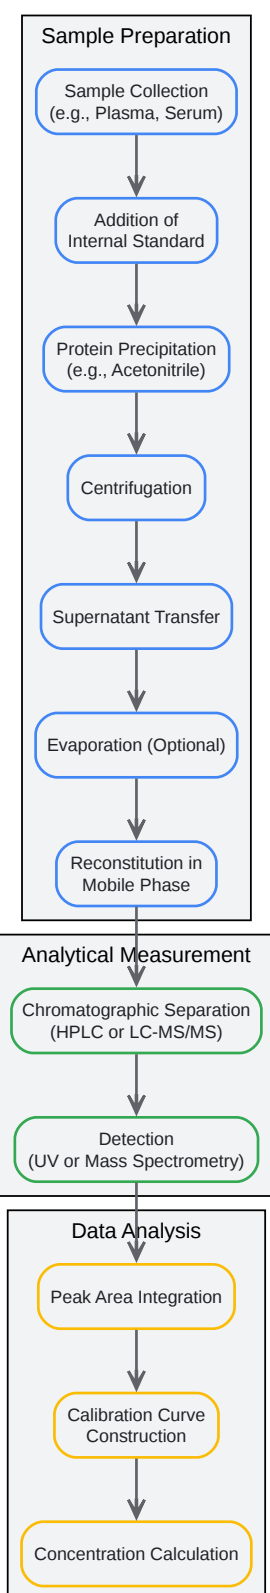 Sample Preparation
Sample Collection
(e.g., Plasma, Serum)
Addition of
Internal Standard
Protein Precipitation
(e.g., Acetonitrile)
Centrifugation
Supernatant Transfer
Evaporation (Optional)
Reconstitution in
Mobile Phase
Analytical Measurement
Chromatographic Separation
(HPLC or LC-MS/MS)
Detection
(UV or Mass Spectrometry)
Data Analysis
Peak Area Integration
Calibration Curve
Construction
Concentration Calculation